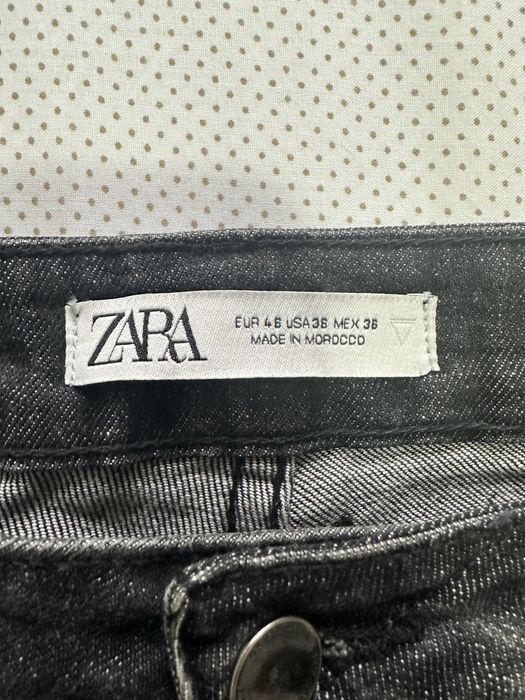 ZARA
EUR 46 USA 36 MEX 36
MADE IN MOROCCO